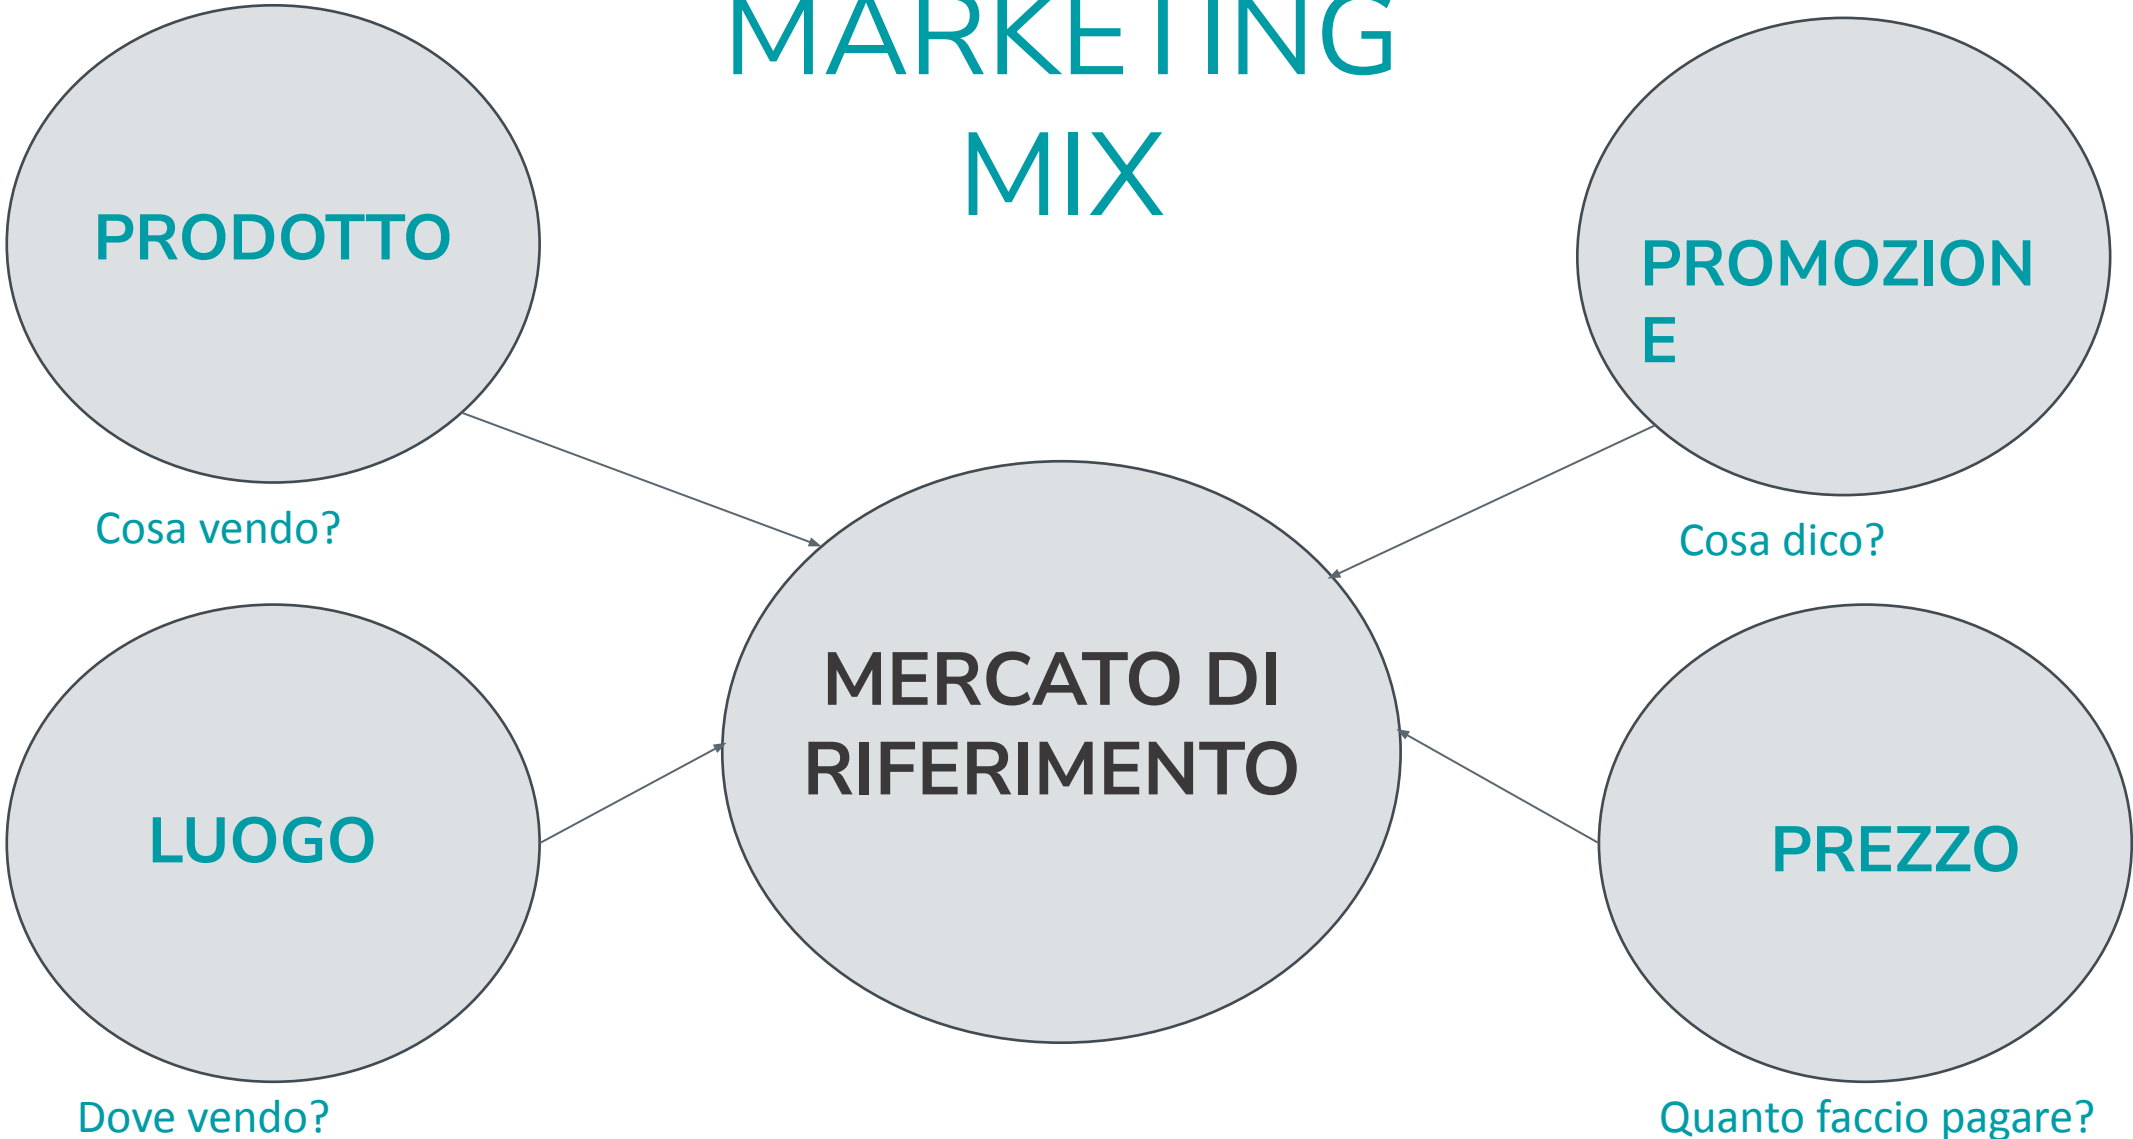 MARKETING
MIX
PRODOTTO
PROMOZION
E
Cosa vendo?
Cosa dico?
MERCATO DI
RIFERIMENTO
LUOGO
PREZZO
Dove vendo?
Quanto faccio pagare?